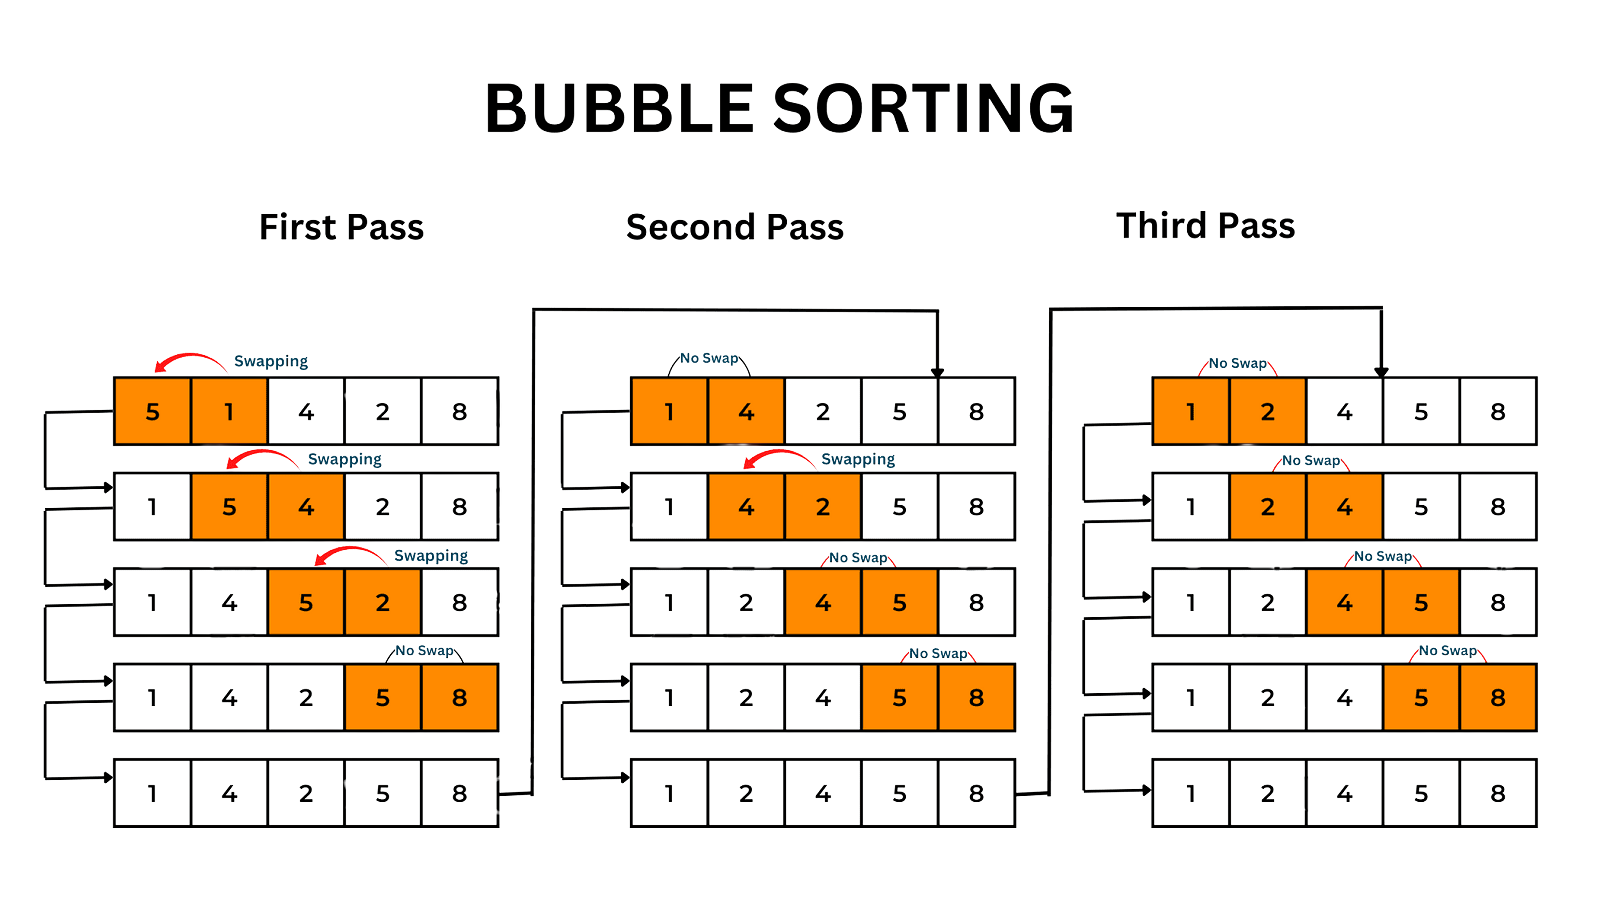 BUBBLE SORTING
First Pass
Swapping
5 1 4 2 8
Swapping
1 5 4 2 8
Swapping
1 4 5 2 8
No Swap
1 4 2 5 8
1 4 2 5 8
Second Pass
No Swap
1 4 2 5 8
Swapping
1 4 2 5 8
No Swap
1 2 4 5 8
No Swap
1 2 4 5 8
1 2 4 5 8
Third Pass
No Swap
1 2 4 5 8
No Swap
1 2 4 5 8
No Swap
1 2 4 5 8
No Swap
1 2 4 5 8
1 2 4 5 8